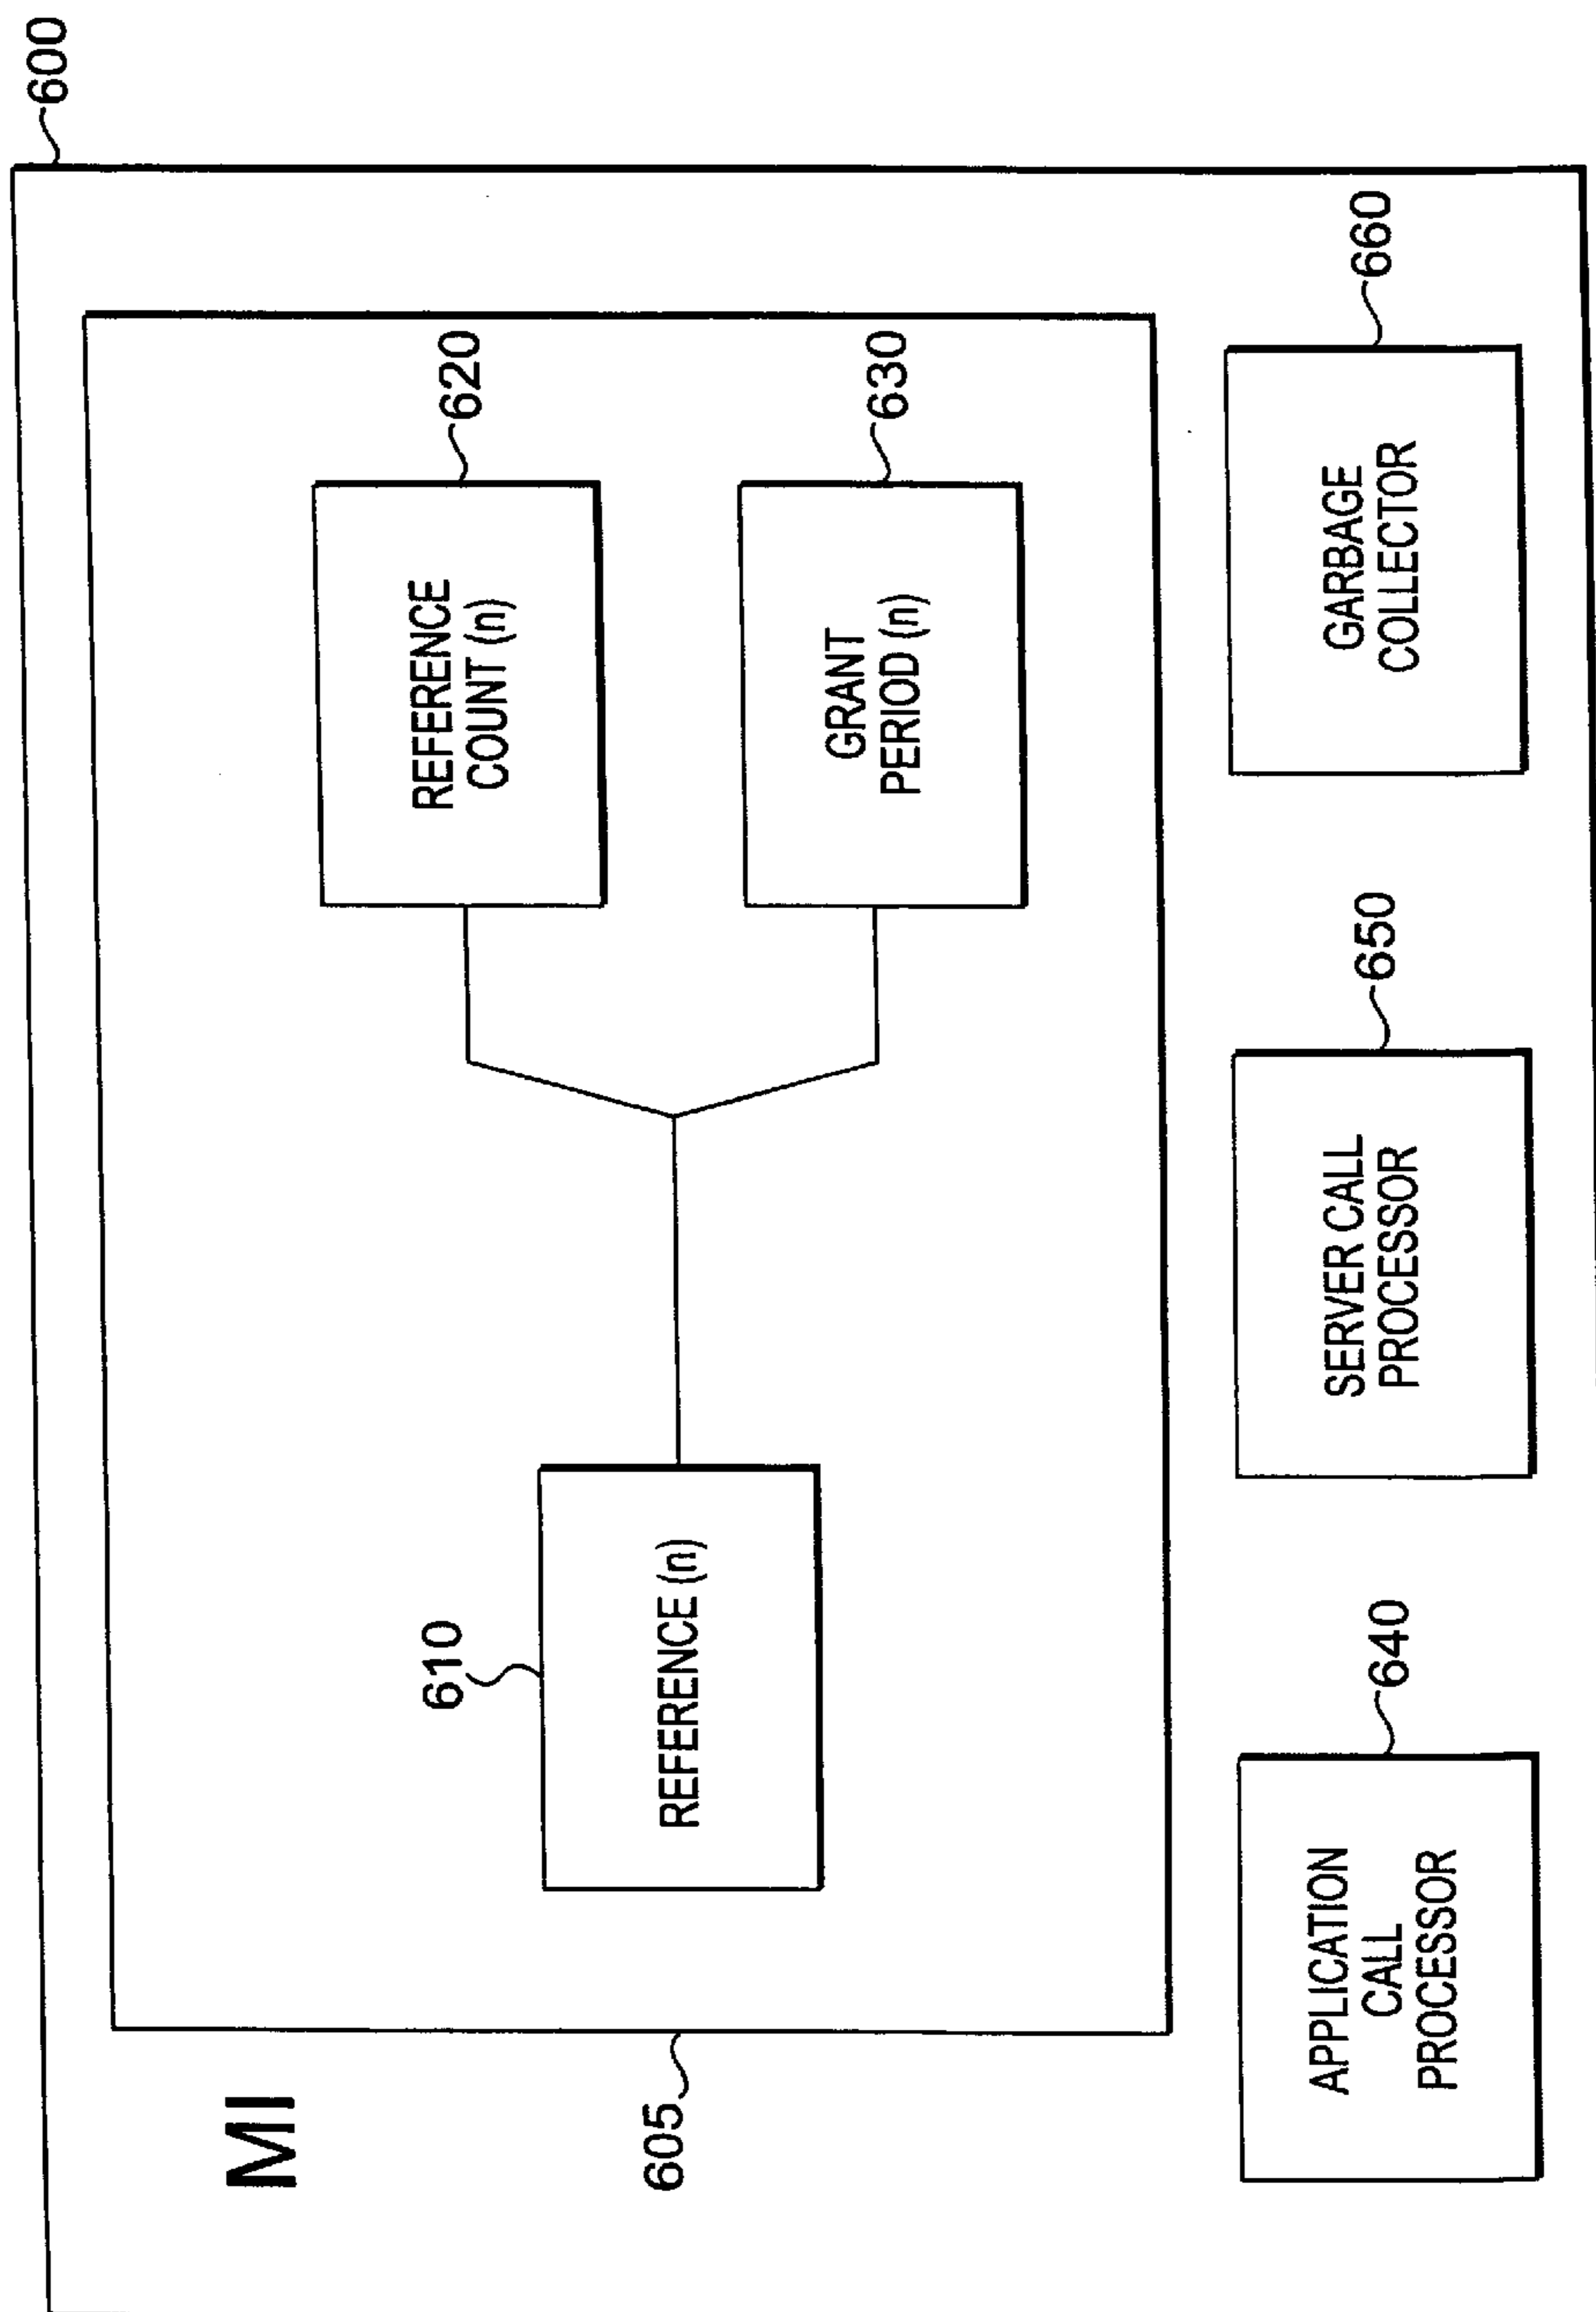 600
MI
605
610
REFERENCE (n)
REFERENCE
COUNT (n)
620
GRANT
PERIOD (n)
630
APPLICATION
CALL
PROCESSOR
640
SERVER CALL
PROCESSOR
650
GARBAGE
COLLECTOR
660